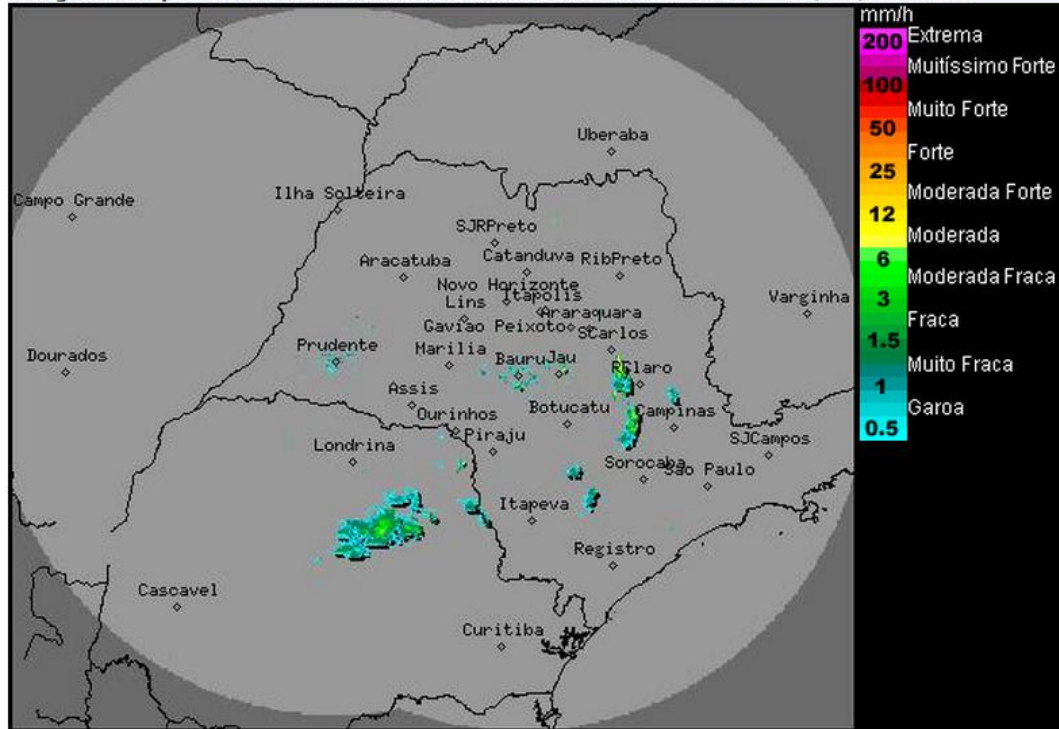 mm/h
200 Extrema
Muitíssimo Forte
100
Muito Forte
50
Forte
25
Moderada Forte
12
Moderada
6
Moderada Fraca
3
Fraca
1.5
Muito Fraca
1
Garoa
0.5
Uberaba
Campo Grande
Ilha Solteira
SJRPreto
Catanduva
RibPreto
Aracatuba
Novo Horizonte
Itapolis
Lins
Araraquara
Gaviao Peixoto
Varginha
SCarlos
Dourados
Prudente
Marilia
Bauru
Jau
RClaro
Assis
Botucatu
Campinas
Ourinhos
Piraju
SJCampos
Londrina
Sorocaba
Sao Paulo
Itapeva
Registro
Cascavel
Curitiba